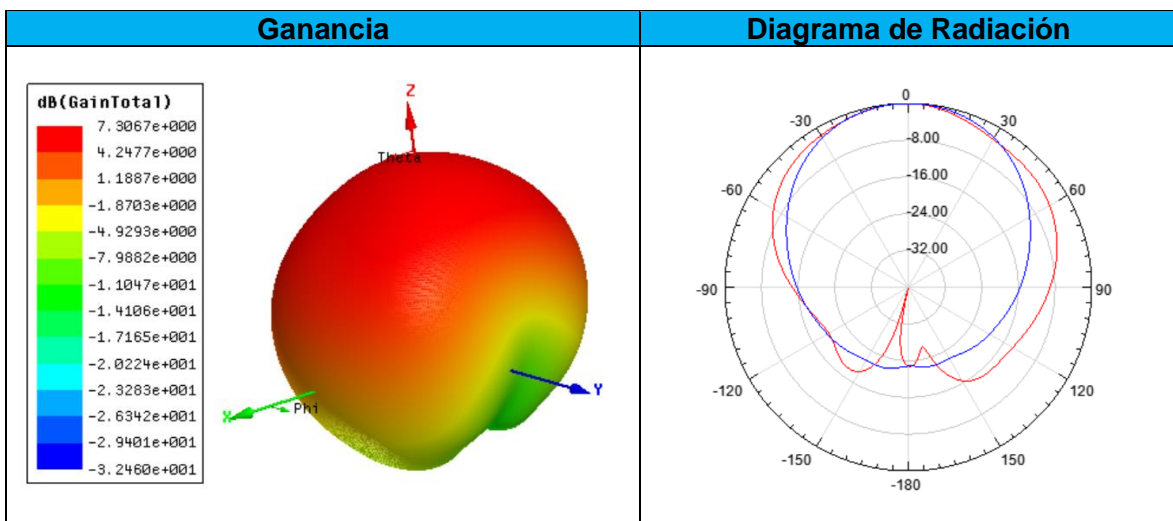 Ganancia
Diagrama de Radiación
dB(GainTotal)
7.3067e+000
4.2477e+000
1.1887e+000
-1.8703e+000
-4.9293e+000
-7.9882e+000
-1.1047e+001
-1.4106e+001
-1.7165e+001
-2.0224e+001
-2.3283e+001
-2.6342e+001
-2.9401e+001
-3.2460e+001
Z
Theta
X
Phi
Y
0
-30
30
-8.00
-60
60
-16.00
-24.00
-32.00
-90
90
-120
120
-150
150
-180